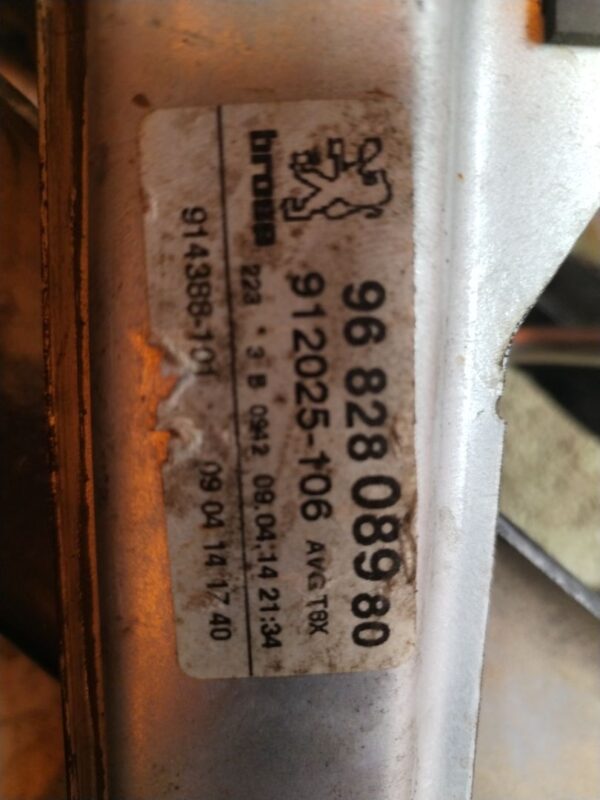 96 828 089 80
912025-106 AVG T8X
brose
223 * 3 B 0942 09.04.14 21:34
914388-101 09 04 14 17 40